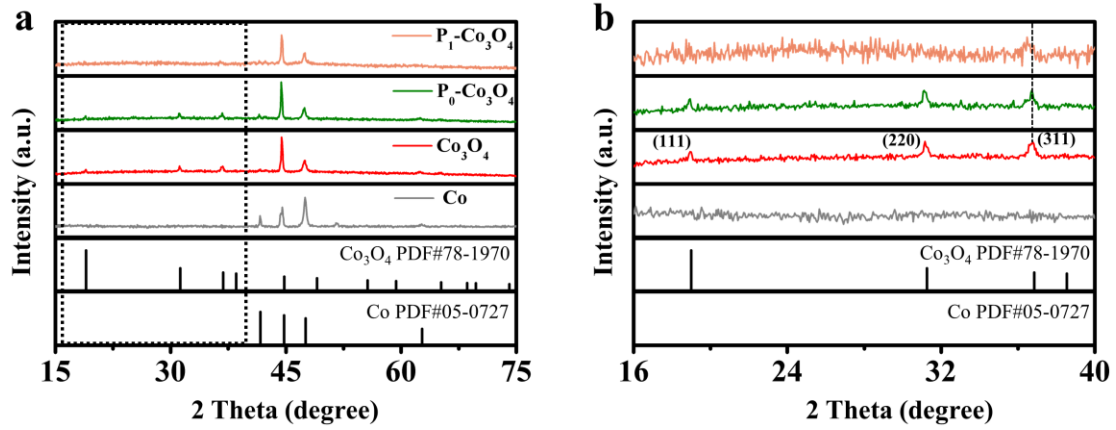 a
P₁-Co₃O₄
P₀-Co₃O₄
Co₃O₄
Co
Co₃O₄ PDF#78-1970
Co PDF#05-0727
Intensity (a.u.)
15 30 45 60 75
2 Theta (degree)
b
(111) (220) (311)
Co₃O₄ PDF#78-1970
Co PDF#05-0727
Intensity (a.u.)
16 24 32 40
2 Theta (degree)